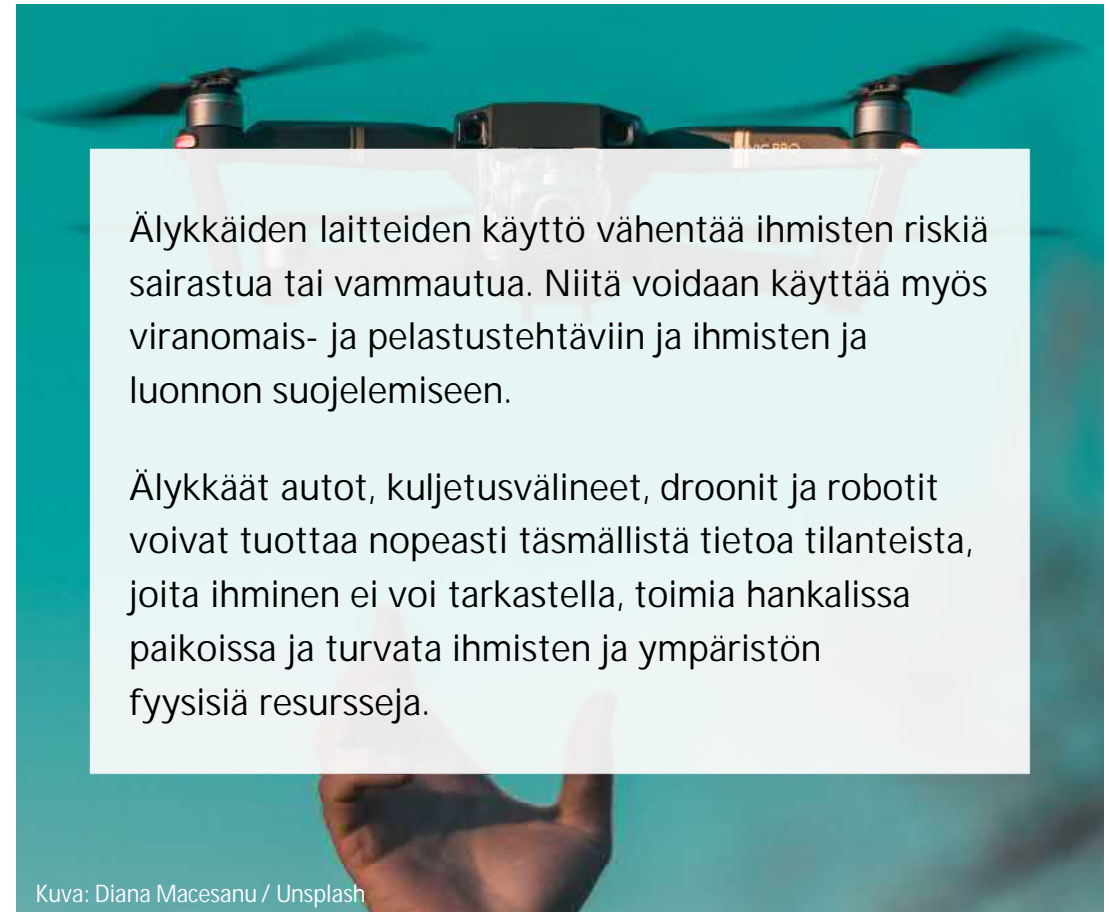 Älykkäiden laitteiden käyttö vähentää ihmisten riskiä
sairastua tai vammautua. Niitä voidaan käyttää myös
viranomais- ja pelastustehtäviin ja ihmisten ja
luonnon suojelemiseen.
Älykkäät autot, kuljetusvälineet, droonit ja robotit
voivat tuottaa nopeasti täsmällistä tietoa tilanteista,
joita ihminen ei voi tarkastella, toimia hankalissa
paikoissa ja turvata ihmisten ja ympäristön
fyysisiä resursseja.
Kuva: Diana Macesanu / Unsplash